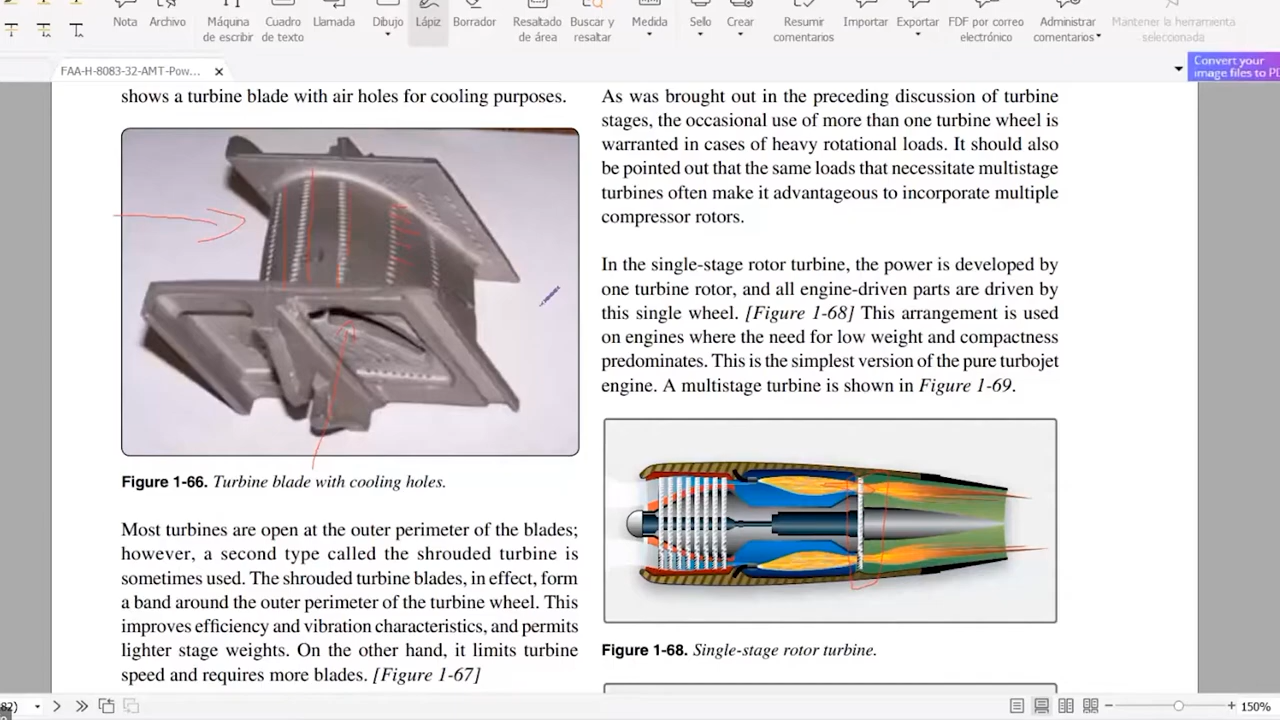 Nota
Archivo
Máquina
de escribir
Cuadro
de texto
Llamada
Dibujo
Lápiz
Borrador
Resaltado
de área
Buscar y
resaltar
Medida
Sello
Crear
Resumir
comentarios
Importar
Exportar
PDF por correo
electrónico
Administrar
comentarios
Mantener la herramienta
seleccionada
FAA-H-8083-32-AMT-Pow...
Convert your
image files to PD
shows a turbine blade with air holes for cooling purposes.
Figure 1-66. Turbine blade with cooling holes.
Most turbines are open at the outer perimeter of the blades;
however, a second type called the shrouded turbine is
sometimes used. The shrouded turbine blades, in effect, form
a band around the outer perimeter of the turbine wheel. This
improves efficiency and vibration characteristics, and permits
lighter stage weights. On the other hand, it limits turbine
speed and requires more blades. [Figure 1-67]
As was brought out in the preceding discussion of turbine
stages, the occasional use of more than one turbine wheel is
warranted in cases of heavy rotational loads. It should also
be pointed out that the same loads that necessitate multistage
turbines often make it advantageous to incorporate multiple
compressor rotors.
In the single-stage rotor turbine, the power is developed by
one turbine rotor, and all engine-driven parts are driven by
this single wheel. [Figure 1-68] This arrangement is used
on engines where the need for low weight and compactness
predominates. This is the simplest version of the pure turbojet
engine. A multistage turbine is shown in Figure 1-69.
Figure 1-68. Single-stage rotor turbine.
82)
150%